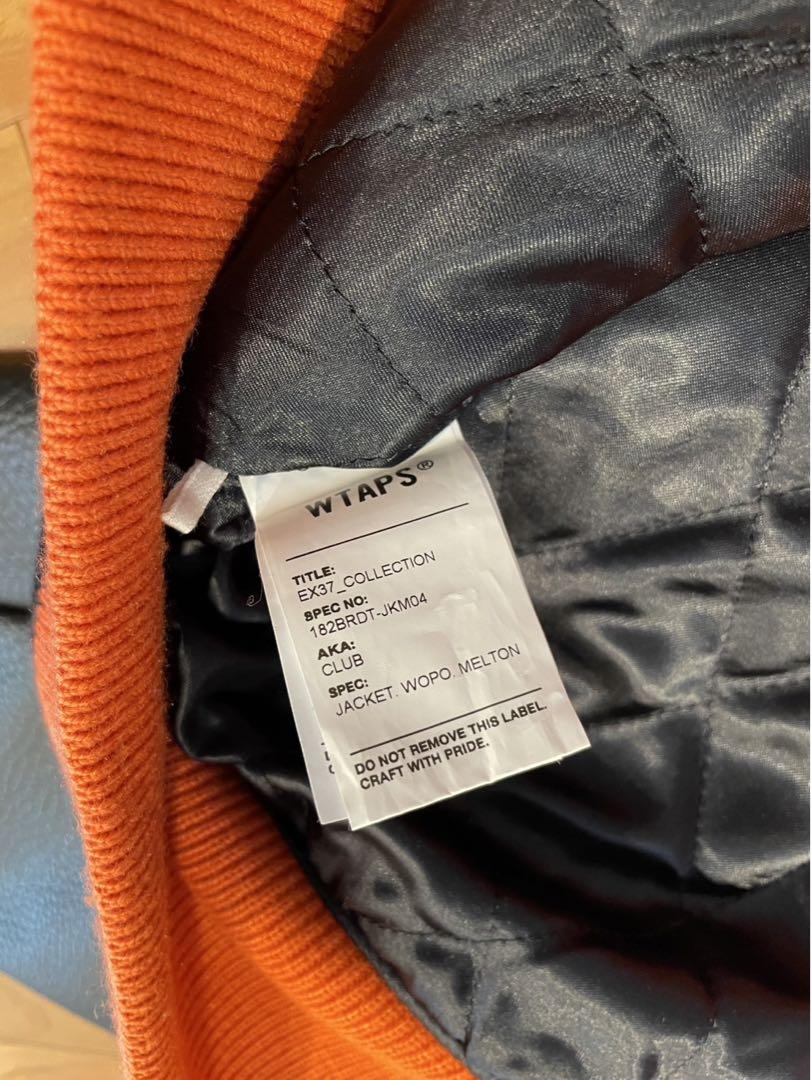 WTAPS®
TITLE:
EX37_COLLECTION
SPEC NO:
182BRDT-JKM04
AKA:
CLUB
SPEC:
JACKET. WOPO. MELTON
DO NOT REMOVE THIS LABEL.
CRAFT WITH PRIDE.